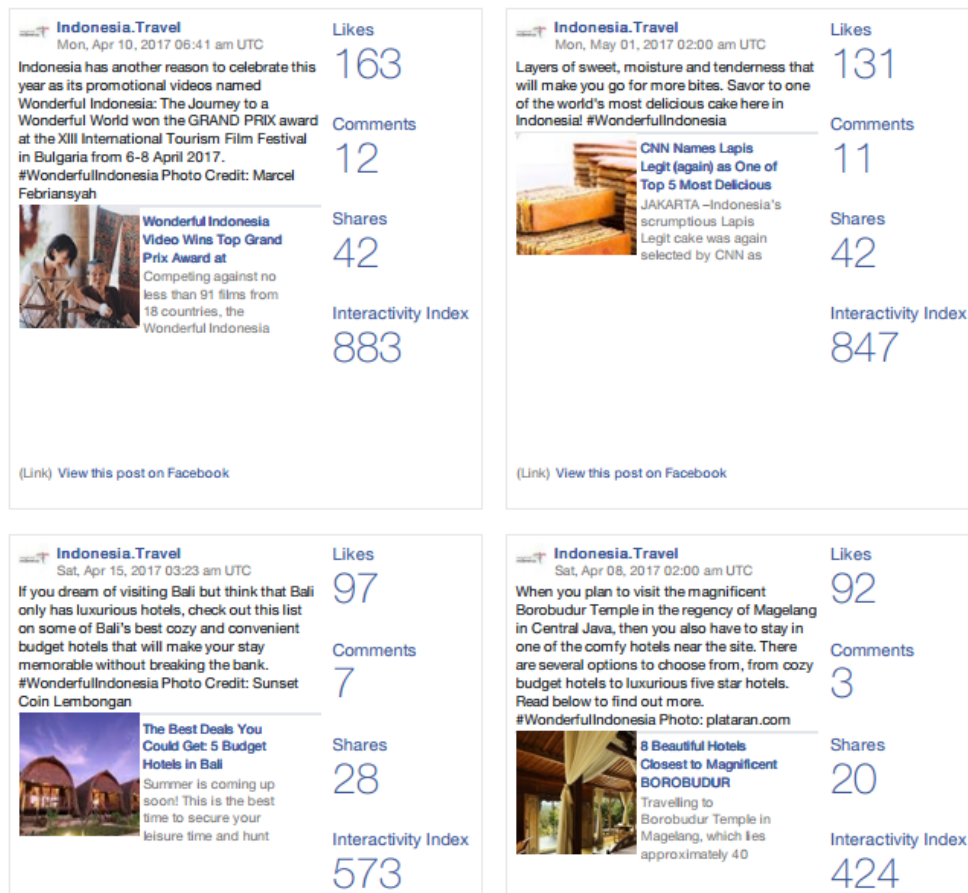 Indonesia.Travel
Mon, Apr 10, 2017 06:41 am UTC
Indonesia has another reason to celebrate this
year as its promotional videos named
Wonderful Indonesia: The Journey to a
Wonderful World won the GRAND PRIX award
at the XIII International Tourism Film Festival
in Bulgaria from 6-8 April 2017.
#WonderfulIndonesia Photo Credit: Marcel
Febriansyah
Wonderful Indonesia
Video Wins Top Grand
Prix Award at
Competing against no
less than 91 films from
18 countries, the
Wonderful Indonesia
Likes
163
Comments
12
Shares
42
Interactivity Index
883
(Link) View this post on Facebook
Indonesia.Travel
Mon, May 01, 2017 02:00 am UTC
Layers of sweet, moisture and tenderness that
will make you go for more bites. Savor to one
of the world's most delicious cake here in
Indonesia! #WonderfulIndonesia
CNN Names Lapis
Legit (again) as One of
Top 5 Most Delicious
JAKARTA –Indonesia's
scrumptious Lapis
Legit cake was again
selected by CNN as
Likes
131
Comments
11
Shares
42
Interactivity Index
847
(Link) View this post on Facebook
Indonesia.Travel
Sat, Apr 15, 2017 03:23 am UTC
If you dream of visiting Bali but think that Bali
only has luxurious hotels, check out this list
on some of Bali's best cozy and convenient
budget hotels that will make your stay
memorable without breaking the bank.
#WonderfulIndonesia Photo Credit: Sunset
Coin Lembongan
The Best Deals You
Could Get: 5 Budget
Hotels in Bali
Summer is coming up
soon! This is the best
time to secure your
leisure time and hunt
Likes
97
Comments
7
Shares
28
Interactivity Index
573
Indonesia.Travel
Sat, Apr 08, 2017 02:00 am UTC
When you plan to visit the magnificent
Borobudur Temple in the regency of Magelang
in Central Java, then you also have to stay in
one of the comfy hotels near the site. There
are several options to choose from, from cozy
budget hotels to luxurious five star hotels.
Read below to find out more.
#WonderfulIndonesia Photo: plataran.com
8 Beautiful Hotels
Closest to Magnificent
BOROBUDUR
Travelling to
Borobudur Temple in
Magelang, which lies
approximately 40
Likes
92
Comments
3
Shares
20
Interactivity Index
424